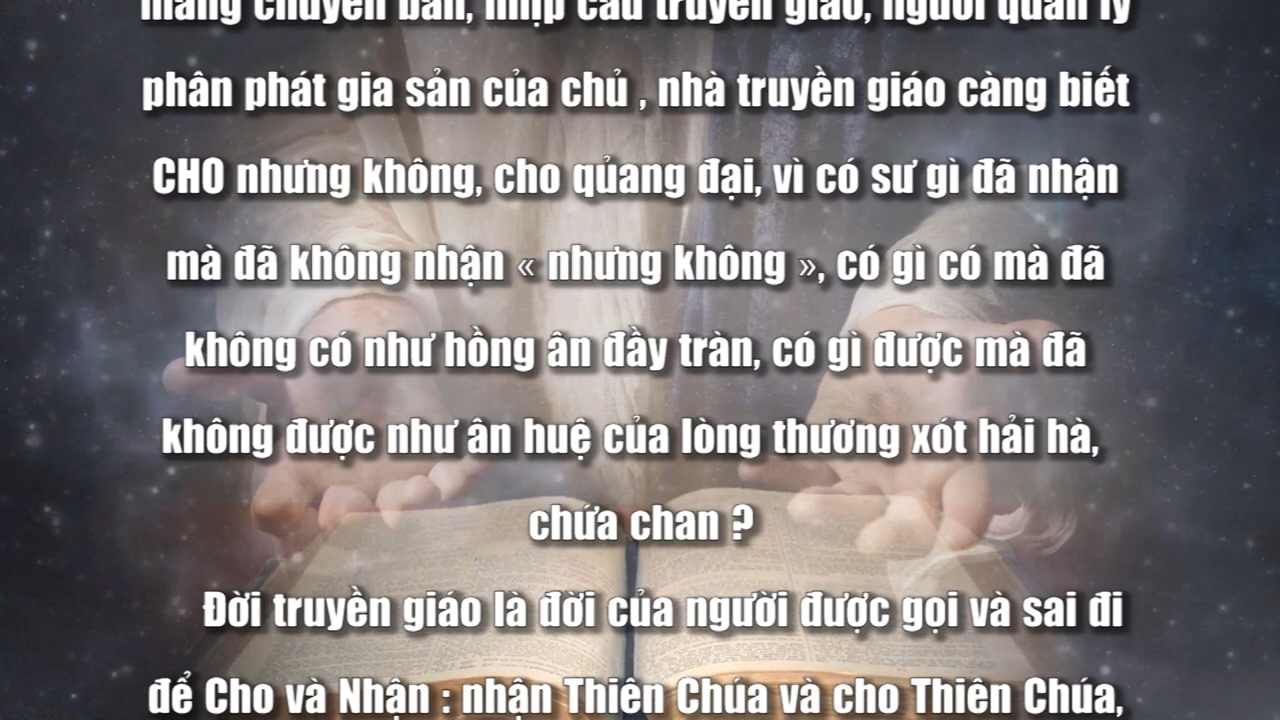 mang chuyển bản, nhịp cầu truyền giáo, người quản lý
phân phát gia sản của chủ , nhà truyền giáo càng biết
CHO nhưng không, cho qủang đại, vì có sư gì đã nhận
mà đã không nhận « nhưng không », có gì có mà đã
không có như hồng ân đầy tràn, có gì được mà đã
không được như ân huệ của lòng thương xót hải hà,
chứa chan ?
Đời truyền giáo là đời của người được gọi và sai đi
để Cho và Nhận : nhận Thiên Chúa và cho Thiên Chúa,